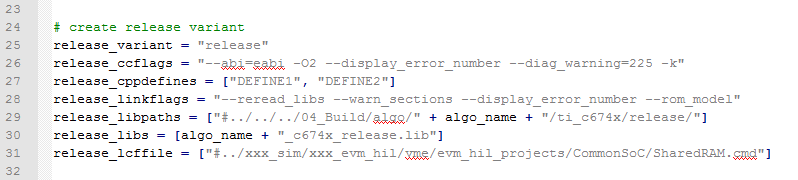 23
24 # create release variant
25 release_variant = "release"
26 release_ccflags = "--abi=eabi -O2 --display_error_number --diag_warning=225 -k"
27 release_cppdefines = ["DEFINE1", "DEFINE2"]
28 release_linkflags = "--reread_libs --warn_sections --display_error_number --rom_model"
29 release_libpaths = ["#../../../04_Build/algo/" + algo_name + "/ti_c674x/release/"]
30 release_libs = [algo_name + "_c674x_release.lib"]
31 release_lcffile = ["#../xxx_sim/xxx_evm_hil/vme/evm_hil_projects/CommonSoC/SharedRAM.cmd"]
32